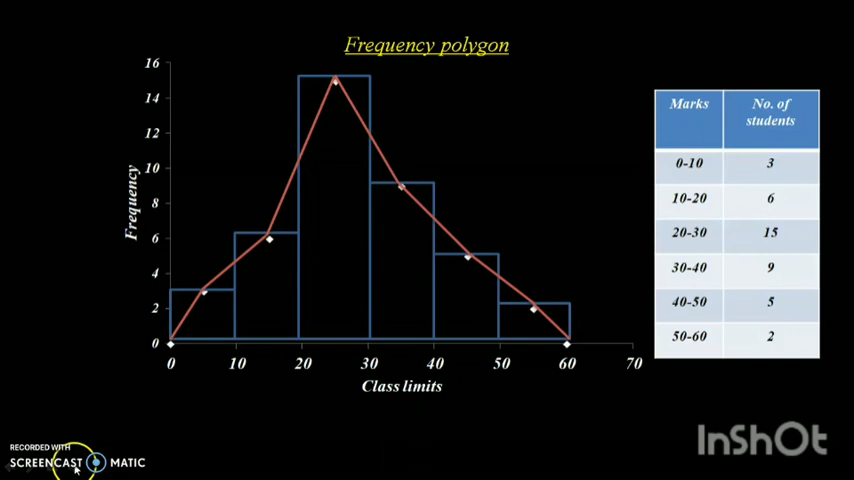 Frequency polygon
16
14
12
10
8
6
4
2
0
Frequency
0 10 20 30 40 50 60 70
Class limits
Marks No. of students
0-10 3
10-20 6
20-30 15
30-40 9
40-50 5
50-60 2
RECORDED WITH
SCREENCAST MATIC
InShOt